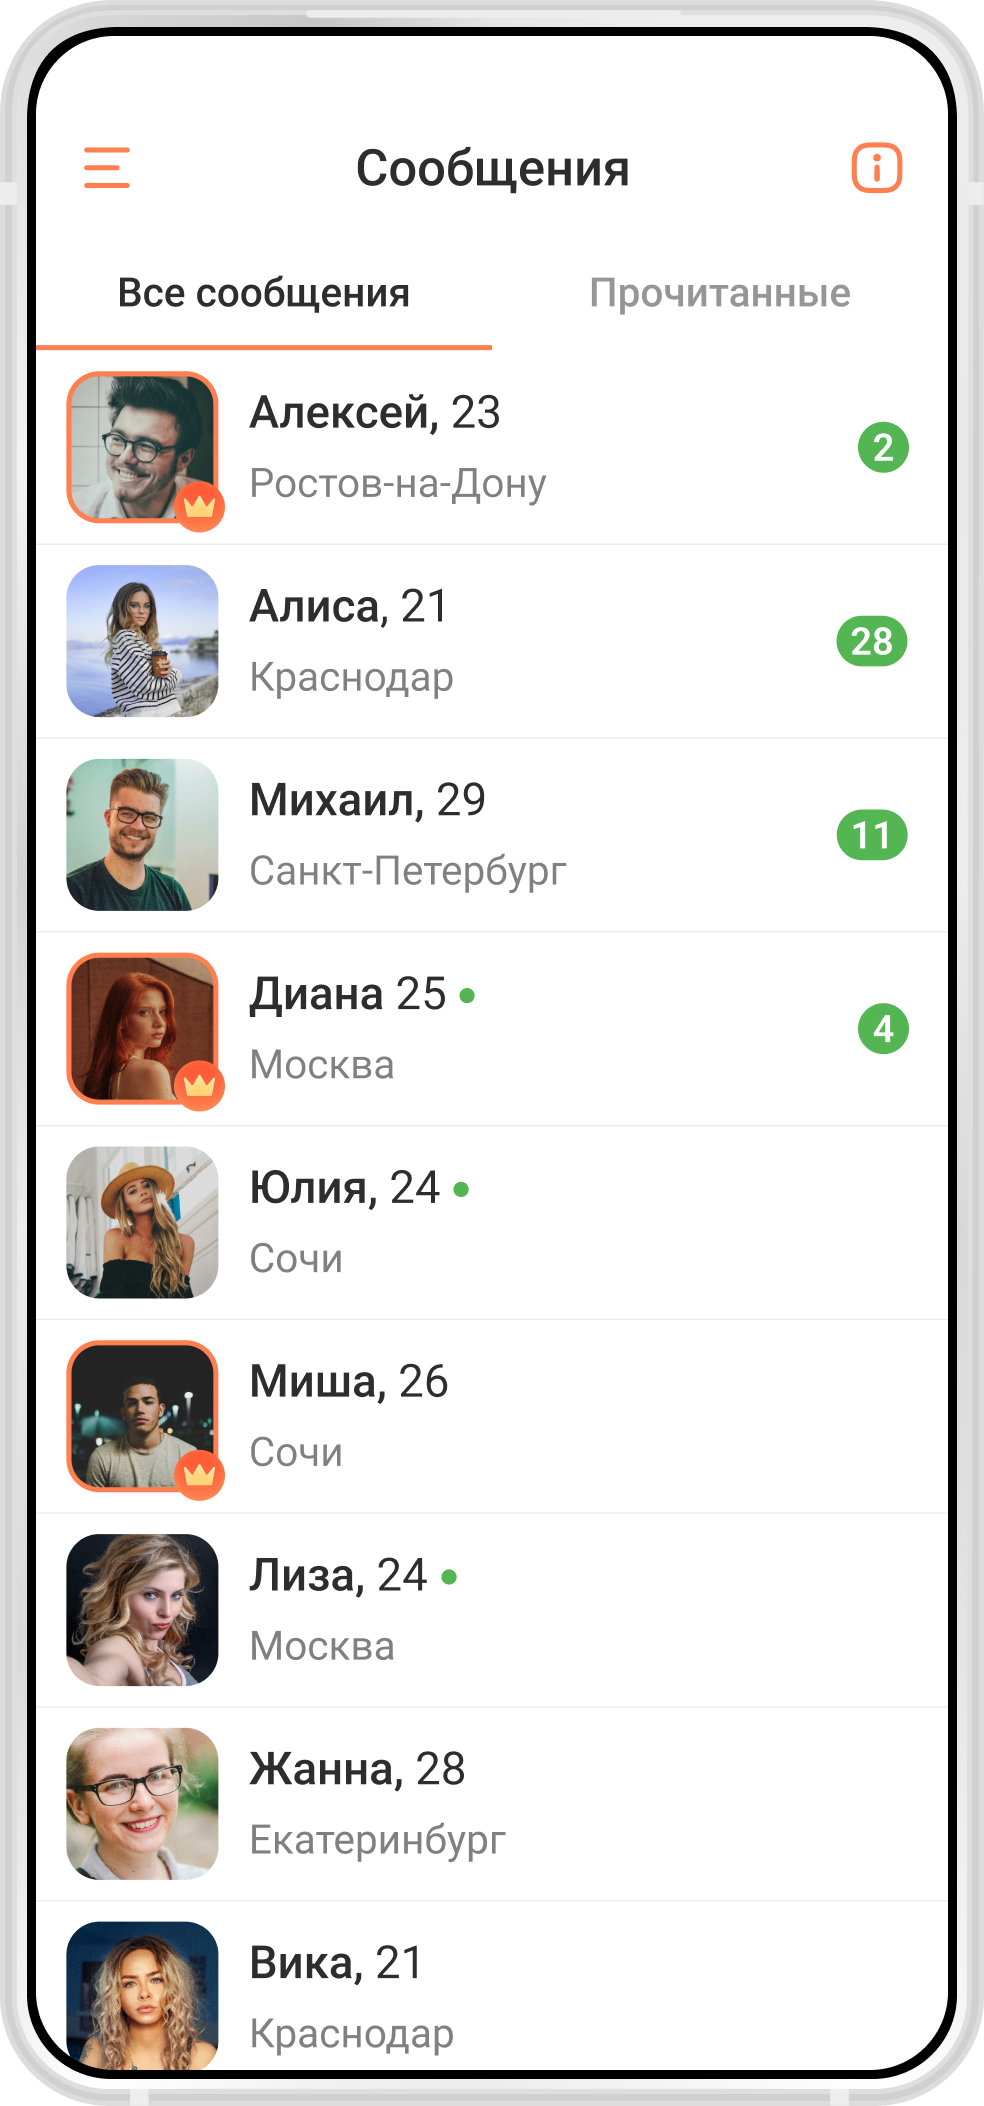 Сообщения
Все сообщения Прочитанные
Алексей, 23
Ростов-на-Дону
2
Алиса, 21
Краснодар
28
Михаил, 29
Санкт-Петербург
11
Диана 25
Москва
4
Юлия, 24
Сочи
Миша, 26
Сочи
Лиза, 24
Москва
Жанна, 28
Екатеринбург
Вика, 21
Краснодар